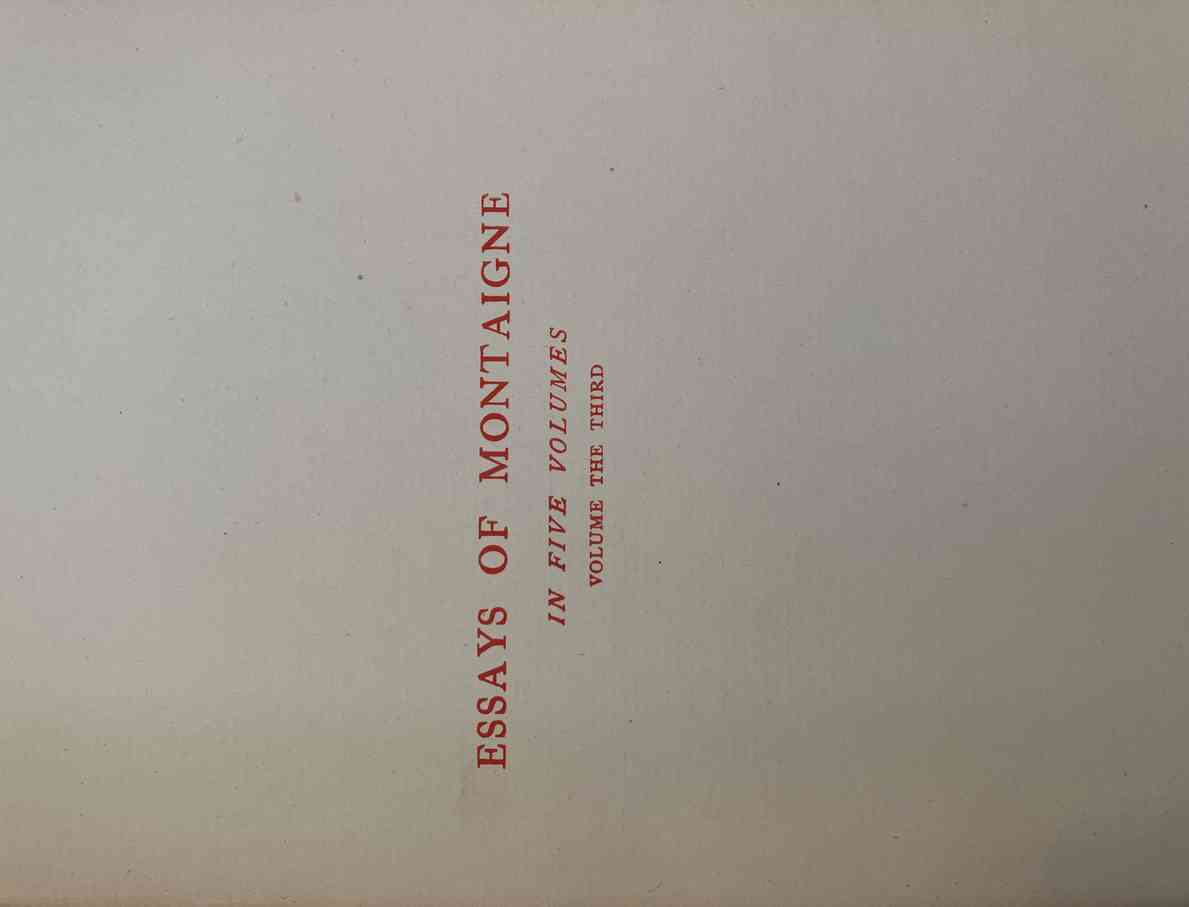 ESSAYS OF MONTAIGNE
IN FIVE VOLUMES
VOLUME THE THIRD